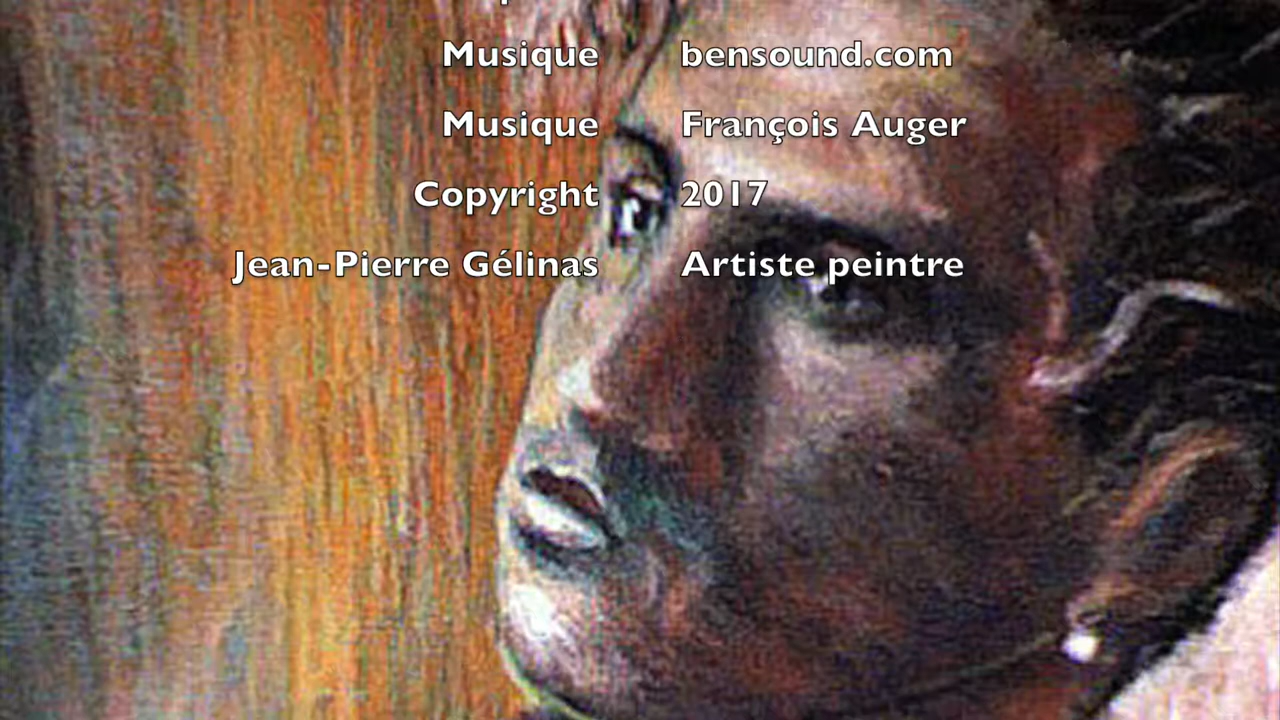 Musique bensound.com
Musique François Auger
Copyright 2017
Jean-Pierre Gélinas Artiste peintre